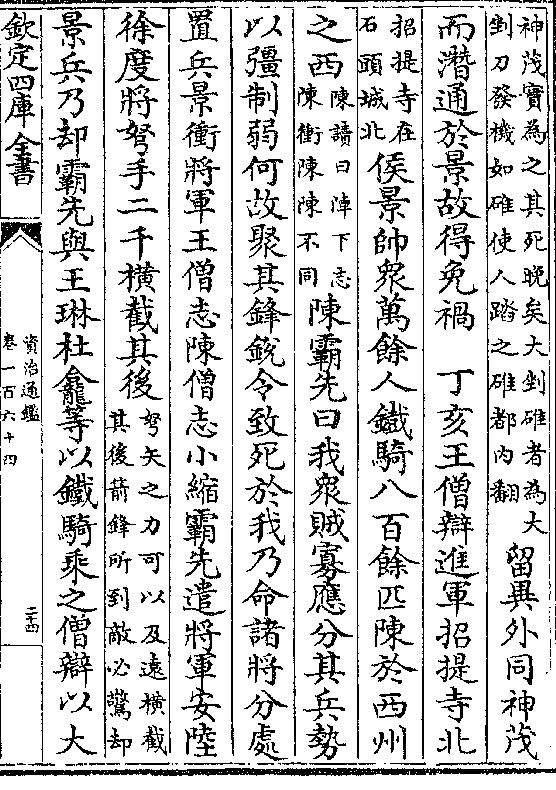 神茂實為之其死晚矣大剉碓者為大
剉刀發機如碓使人踏之碓都内翻
留異外同神茂
而潛通於景故得免禍　丁亥王僧辯進軍招提寺北
招提寺在
石頭城北
侯景帥衆萬餘人鐵騎八百餘匹陳於西州
之西
陳讀曰陣下志
陳衝陳陳不同
陳霸先曰我衆賊寡應分其兵勢
以彊制弱何故聚其鋒銳令致死於我乃命諸將分處
置兵景衝將軍王僧志陳僧志小縮霸先遣將軍安陸
徐度將弩手二千横截其後
弩矢之力可以及遠横截
其後箭鋒所到敵必驚却
景兵乃却霸先與王琳杜龕等以鐵騎乘之僧辯以大
欽定四庫全書
資治通鑑
卷一百六十四
二十四